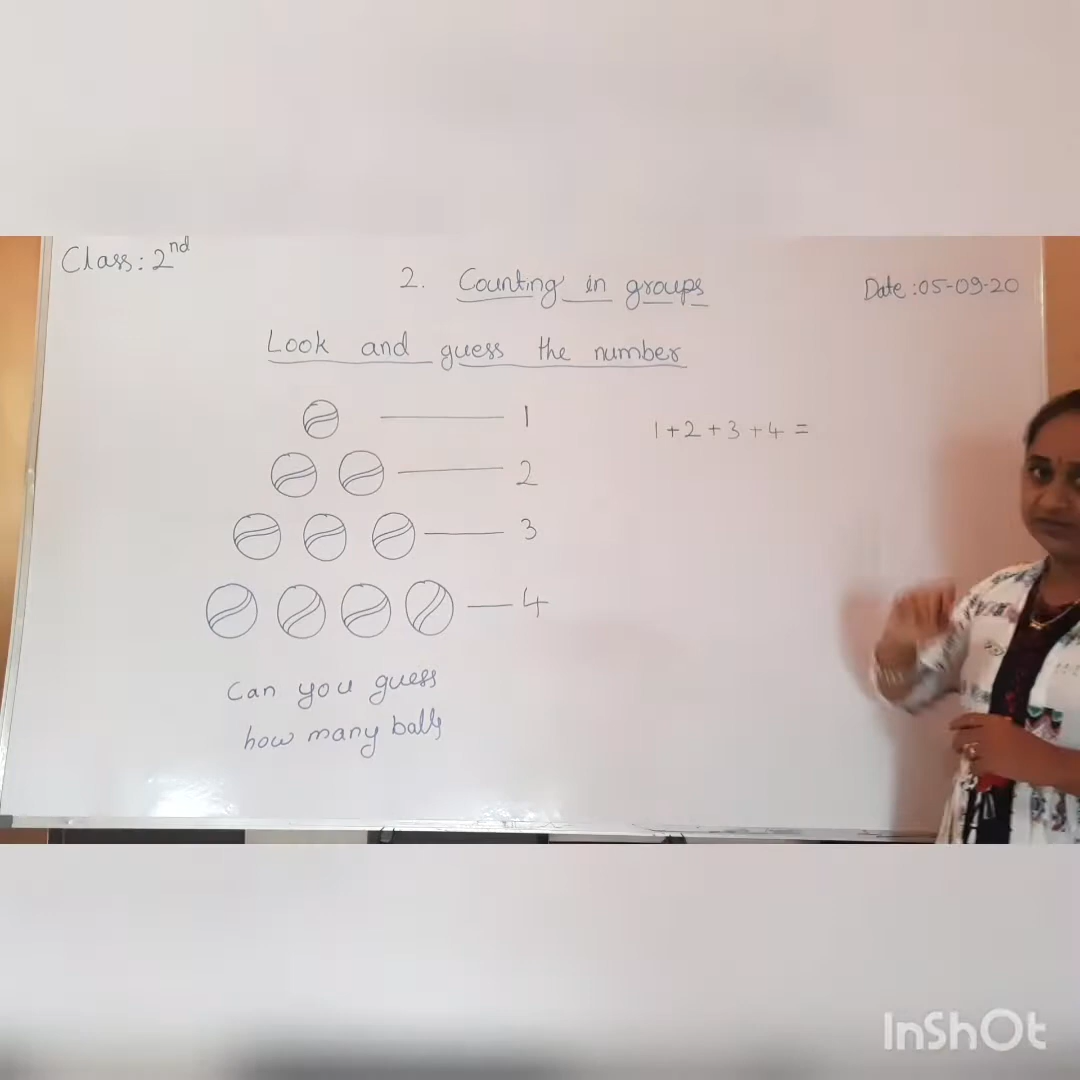 Class: 2nd
2. Counting in groups
Date: 05-09-20
Look and guess the number
1
1+2+3+4=
2
3
4
Can you guess
how many balls
InShOt